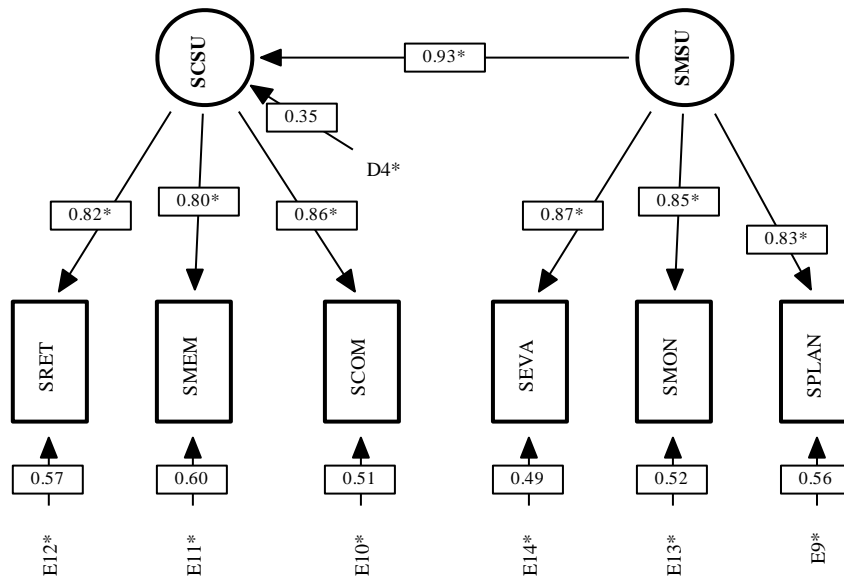 SCSU
0.93*
SMSU
0.35
D4*
0.82*
0.80*
0.86*
0.87*
0.85*
0.83*
SRET
SMEM
SCOM
SEVA
SMON
SPLAN
0.57
0.60
0.51
0.49
0.52
0.56
E12*
E11*
E10*
E14*
E13*
E9*